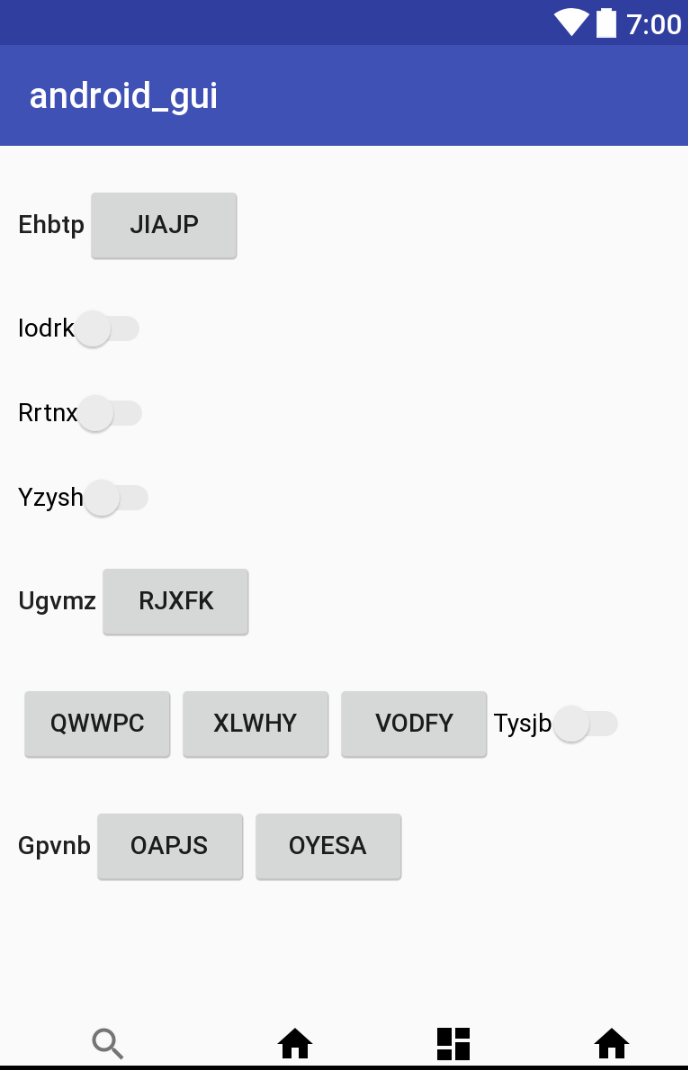 7:00
android_gui
Ehbtp JIAJP
Iodrk
Rrtnx
Yzysh
Ugvmz RJXFK
QWWPC XLWHY VODFY Tysjb
Gpvnb OAPJS OYESA